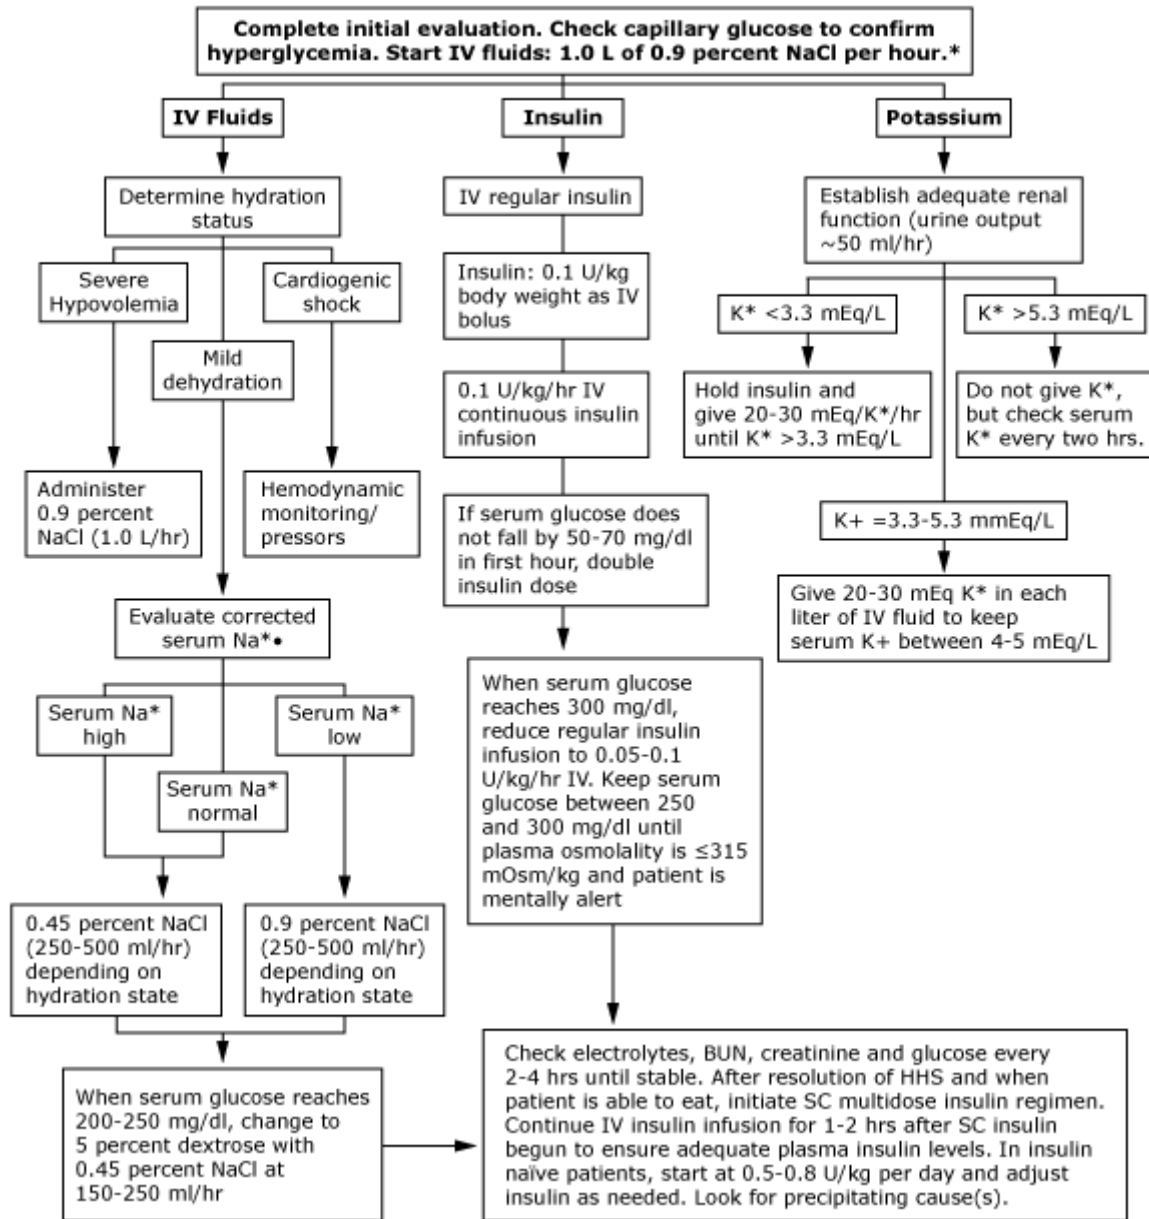 Complete initial evaluation. Check capillary glucose to confirm
hyperglycemia. Start IV fluids: 1.0 L of 0.9 percent NaCl per hour.*
IV Fluids
Insulin
Potassium
Determine hydration
status
Severe
Hypovolemia
Cardiogenic
shock
Mild
dehydration
Administer
0.9 percent
NaCl (1.0 L/hr)
Hemodynamic
monitoring/
pressors
Evaluate corrected
serum Na*•
Serum Na*
high
Serum Na*
low
Serum Na*
normal
0.45 percent NaCl
(250-500 ml/hr)
depending on
hydration state
0.9 percent NaCl
(250-500 ml/hr)
depending on
hydration state
When serum glucose reaches
200-250 mg/dl, change to
5 percent dextrose with
0.45 percent NaCl at
150-250 ml/hr
IV regular insulin
Insulin: 0.1 U/kg
body weight as IV
bolus
0.1 U/kg/hr IV
continuous insulin
infusion
If serum glucose does
not fall by 50-70 mg/dl
in first hour, double
insulin dose
When serum glucose
reaches 300 mg/dl,
reduce regular insulin
infusion to 0.05-0.1
U/kg/hr IV. Keep serum
glucose between 250
and 300 mg/dl until
plasma osmolality is ≤315
mOsm/kg and patient is
mentally alert
Establish adequate renal
function (urine output
~50 ml/hr)
K* <3.3 mEq/L
K* >5.3 mEq/L
Hold insulin and
give 20-30 mEq/K*/hr
until K* >3.3 mEq/L
Do not give K*,
but check serum
K* every two hrs.
K+ =3.3-5.3 mmEq/L
Give 20-30 mEq K* in each
liter of IV fluid to keep
serum K+ between 4-5 mEq/L
Check electrolytes, BUN, creatinine and glucose every
2-4 hrs until stable. After resolution of HHS and when
patient is able to eat, initiate SC multidose insulin regimen.
Continue IV insulin infusion for 1-2 hrs after SC insulin
begun to ensure adequate plasma insulin levels. In insulin
naïve patients, start at 0.5-0.8 U/kg per day and adjust
insulin as needed. Look for precipitating cause(s).